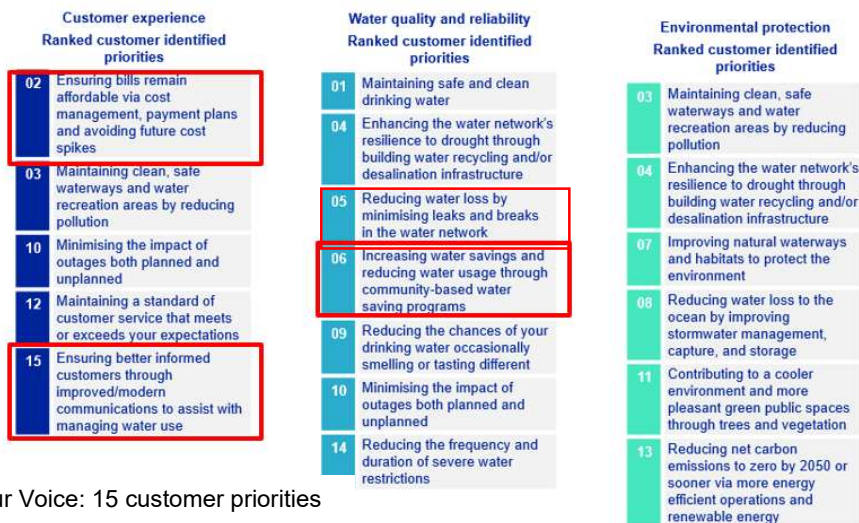 Customer experience
Ranked customer identified
priorities
02 Ensuring bills remain
affordable via cost
management, payment plans
and avoiding future cost
spikes
03 Maintaining clean, safe
waterways and water
recreation areas by reducing
pollution
10 Minimising the impact of
outages both planned and
unplanned
12 Maintaining a standard of
customer service that meets
or exceeds your expectations
15 Ensuring better informed
customers through
improved/modern
communications to assist with
managing water use
Water quality and reliability
Ranked customer identified
priorities
01 Maintaining safe and clean
drinking water
04 Enhancing the water network's
resilience to drought through
building water recycling and/or
desalination infrastructure
05 Reducing water loss by
minimising leaks and breaks
in the water network
06 Increasing water savings and
reducing water usage through
community-based water
saving programs
09 Reducing the chances of your
drinking water occasionally
smelling or tasting different
10 Minimising the impact of
outages both planned and
unplanned
14 Reducing the frequency and
duration of severe water
restrictions
Environmental protection
Ranked customer identified
priorities
03 Maintaining clean, safe
waterways and water
recreation areas by reducing
pollution
04 Enhancing the water network's
resilience to drought through
building water recycling and/or
desalination infrastructure
07 Improving natural waterways
and habitats to protect the
environment
08 Reducing water loss to the
ocean by improving
stormwater management,
capture, and storage
11 Contributing to a cooler
environment and more
pleasant green public spaces
through trees and vegetation
13 Reducing net carbon
emissions to zero by 2050 or
sooner via more energy
efficient operations and
renewable energy
ur Voice: 15 customer priorities